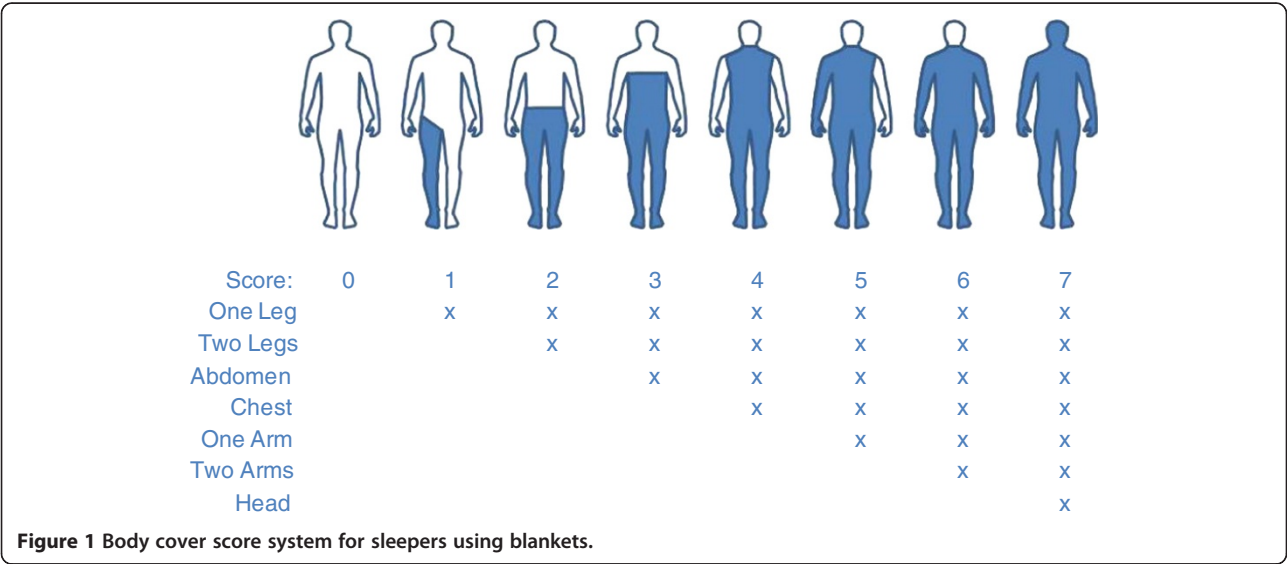 Score: 0 1 2 3 4 5 6 7
One Leg x x x x x x x
Two Legs x x x x x x
Abdomen x x x x x
Chest x x x x
One Arm x x x
Two Arms x x
Head x
Figure 1 Body cover score system for sleepers using blankets.